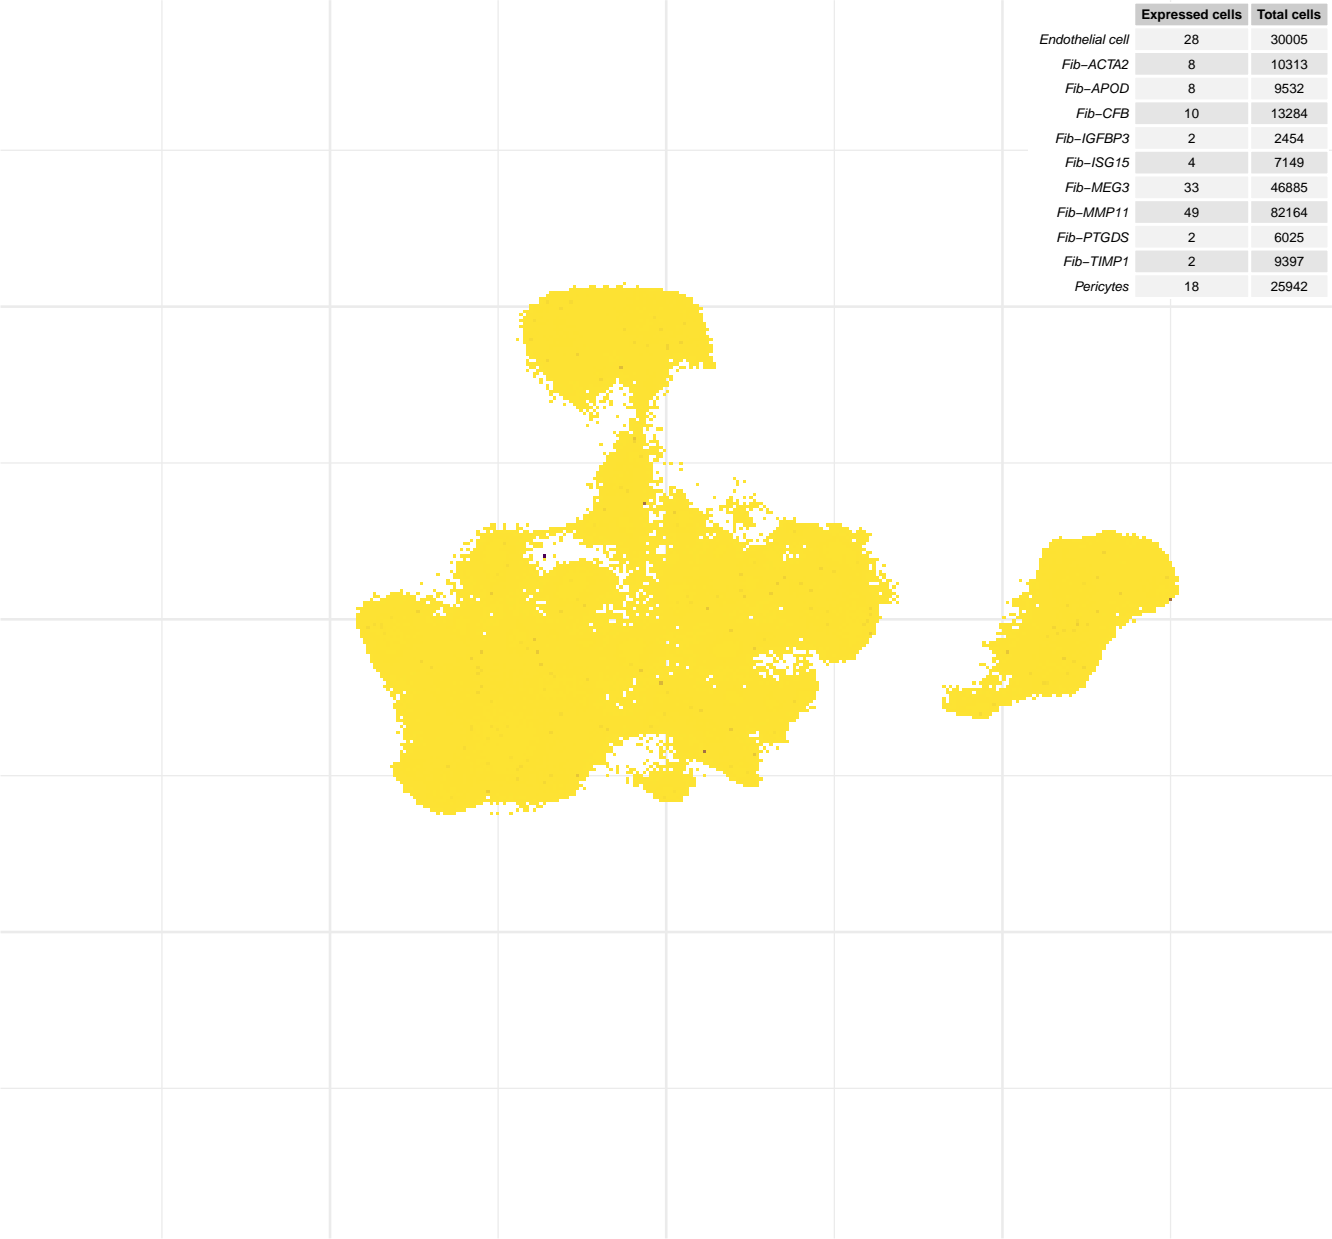 Expressed cells Total cells
Endothelial cell 28 30005
Fib−ACTA2 8 10313
Fib−APOD 8 9532
Fib−CFB 10 13284
Fib−IGFBP3 2 2454
Fib−ISG15 4 7149
Fib−MEG3 33 46885
Fib−MMP11 49 82164
Fib−PTGDS 2 6025
Fib−TIMP1 2 9397
Pericytes 18 25942